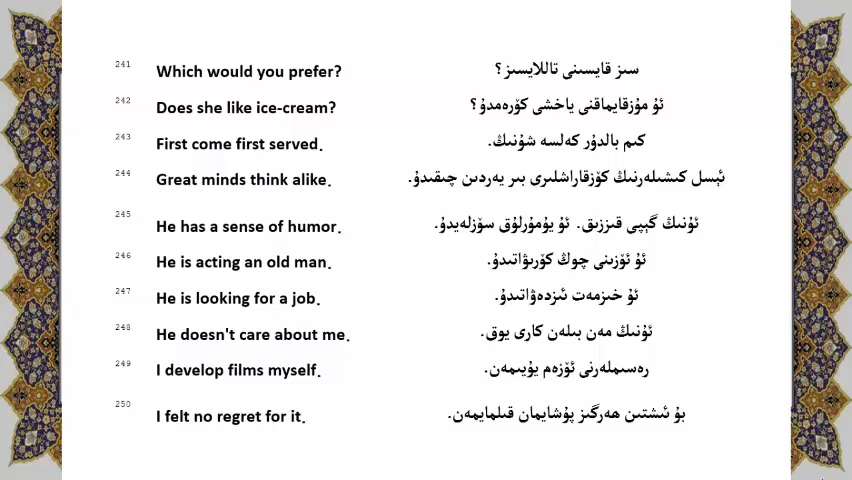 241 Which would you prefer? سىز قايسىنى تاللايسىز؟
242 Does she like ice-cream? ئۇ مۇزقايماقنى ياخشى كۆرەمدۇ؟
243 First come first served. كىم بالدۇر كەلسە شۇنىڭ.
244 Great minds think alike. ئېسىل كىشىلەرنىڭ كۆزقاراشلىرى بىر يەردىن چىقىدۇ.
245 He has a sense of humor. ئۇنىڭ گېپى قىززىق. ئۇ يۇمۇرلۇق سۆزلەيدۇ.
246 He is acting an old man. ئۇ ئۆزىنى چوڭ كۆرىۋاتىدۇ.
247 He is looking for a job. ئۇ خىزمەت ئىزدەۋاتىدۇ.
248 He doesn't care about me. ئۇنىڭ مەن بىلەن كارى يوق.
249 I develop films myself. رەسىملەرنى ئۆزەم يۇيىمەن.
250 I felt no regret for it. بۇ ئىشتىن ھەرگىز پۇشايمان قىلمايمەن.